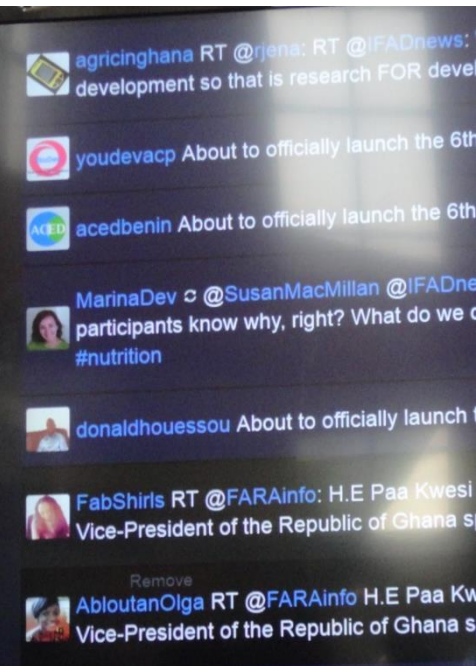 agricinghana RT @rjena: RT @IFADnews:
development so that is research FOR
youdevacp About to officially launch the 6th
ACED
acedbenin About to officially launch the 6th
MarinaDev @SusanMacMillan
participants know why, right? What do we
#nutrition
donaldhouessou About to officially launch
FabShirls RT @FARAinfo: H.E Paa Kwesi
Vice-President of the Republic of Ghana
Remove
AbloutanOlga RT @FARAinfo H.E Paa
Vice-President of the Republic of Ghana